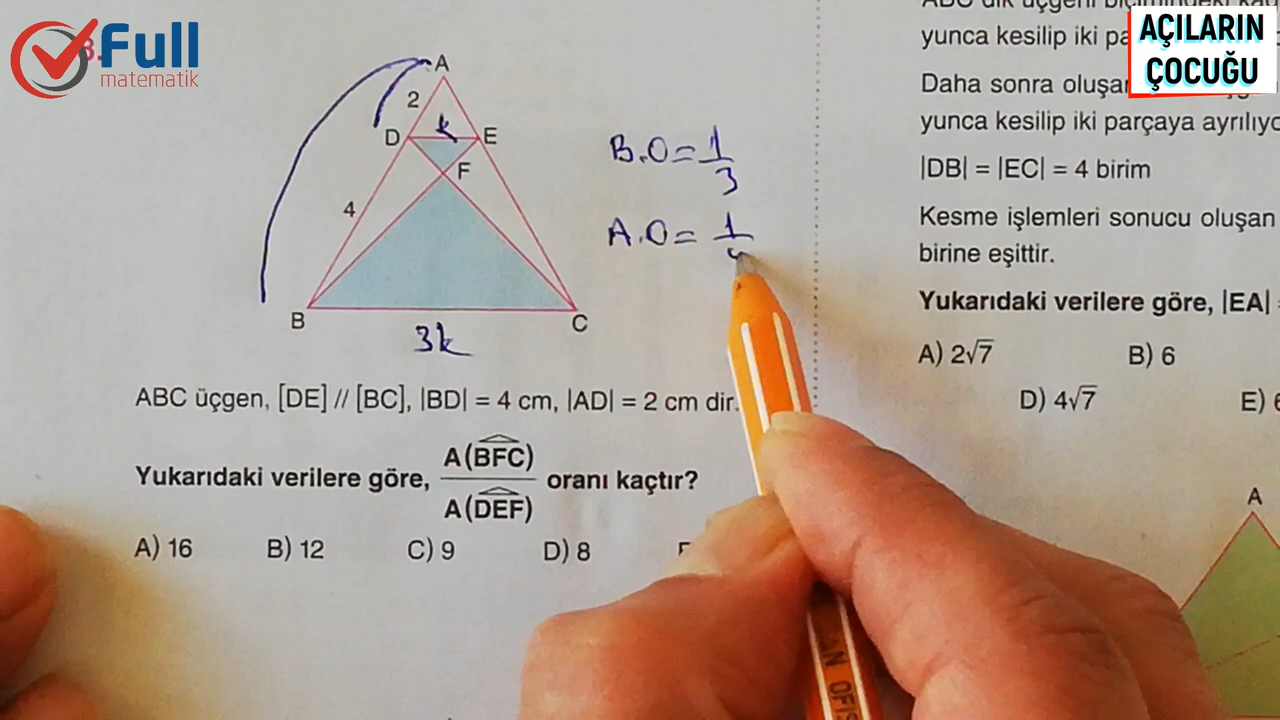 Full
matematik
AÇILARIN
ÇOCUĞU
3.
A
2
k
D
E
F
4
B
C
3k
B.O = 1/3
A.O = 1/
ABC üçgen, [DE] // [BC], |BD| = 4 cm, |AD| = 2 cm dir.
Yukarıdaki verilere göre, A(BFC) / A(DEF) oranı kaçtır?
A) 16 B) 12 C) 9 D) 8
yunca kesilip iki
Daha sonra
yunca kesilip iki parçaya
|DB| = |EC| = 4 birim
Kesme işlemleri sonucu oluşan
birine eşittir.
Yukarıdaki verilere göre, |EA|
A) 2√7 B) 6
D) 4√7 E)
A